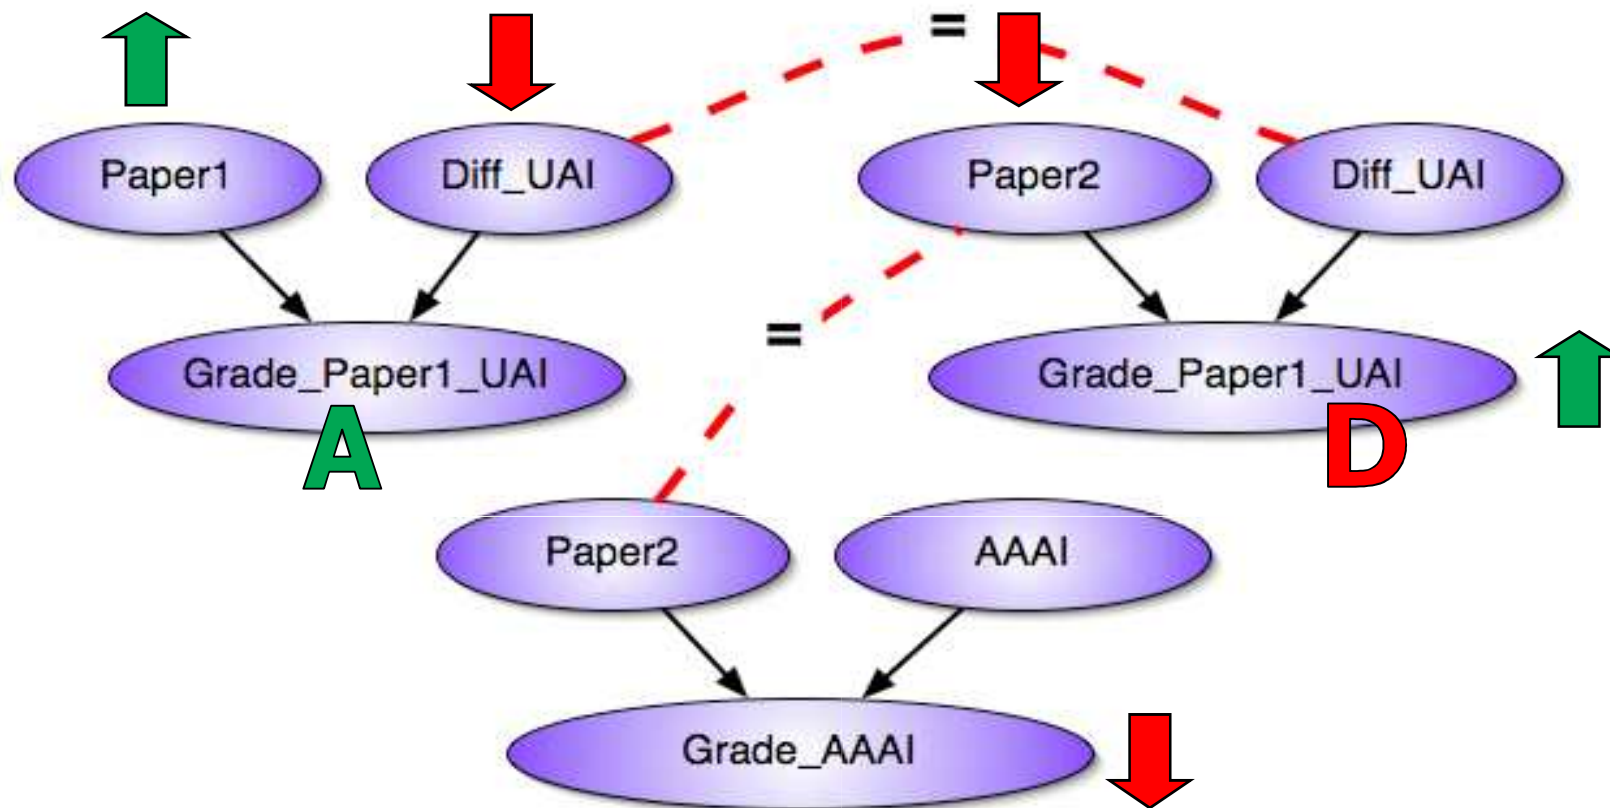 =
Paper1
Diff_UAI
Paper2
Diff_UAI
=
Grade_Paper1_UAI
Grade_Paper1_UAI
A
D
Paper2
AAAI
Grade_AAAI